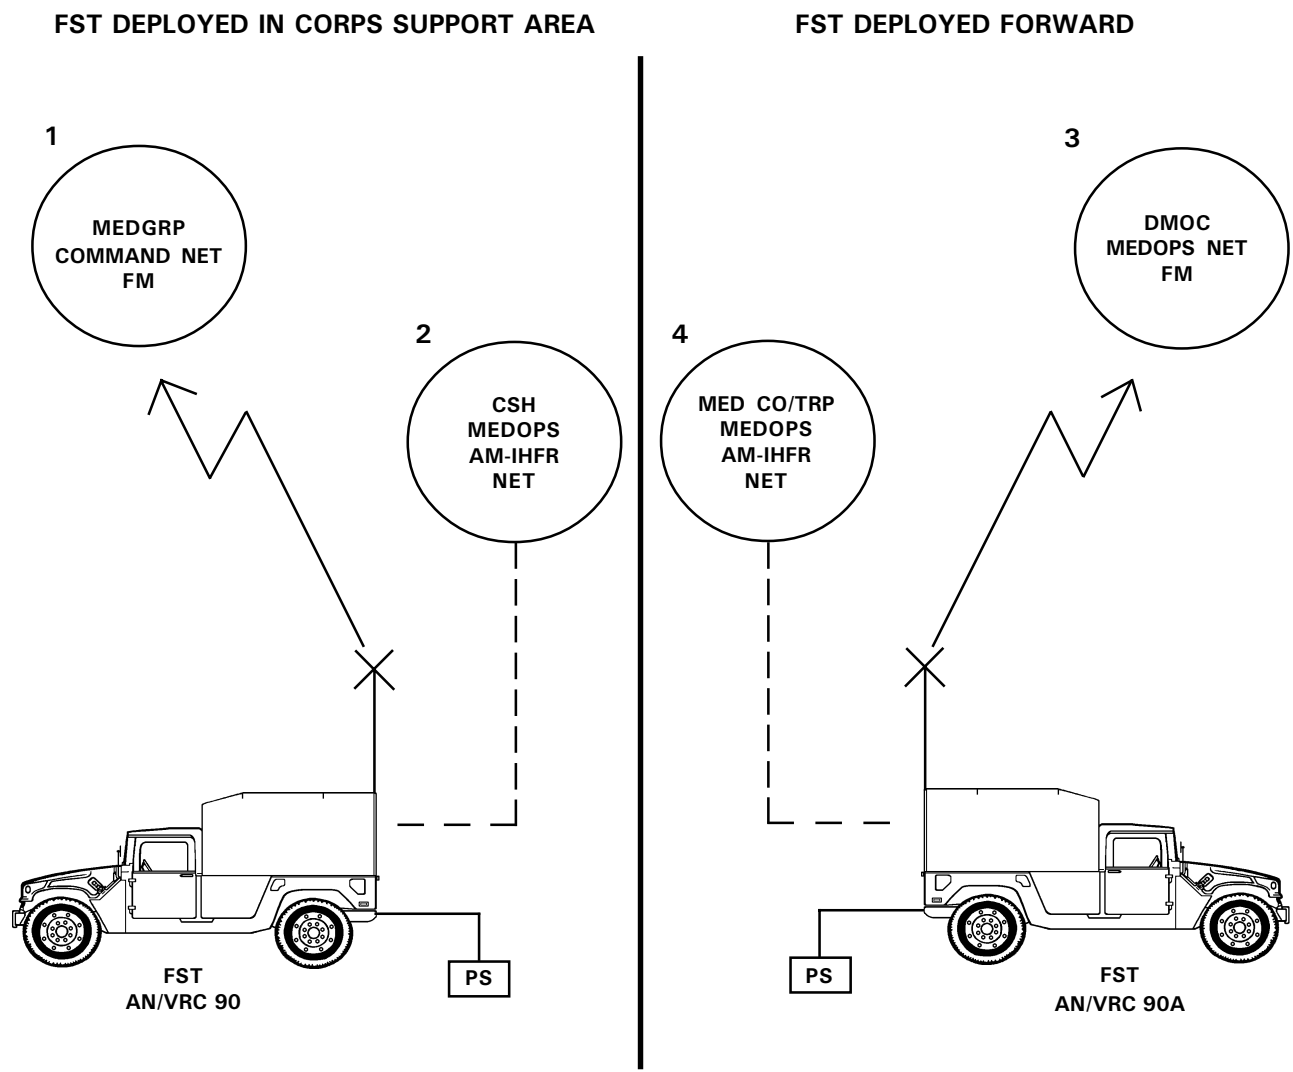 FST DEPLOYED IN CORPS SUPPORT AREA
1
MEDGRP
COMMAND NET
FM
2
CSH
MEDOPS
AM-IHFR
NET
FST
AN/VRC 90
PS
FST DEPLOYED FORWARD
3
DMOC
MEDOPS NET
FM
4
MED CO/TRP
MEDOPS
AM-IHFR
NET
PS
FST
AN/VRC 90A